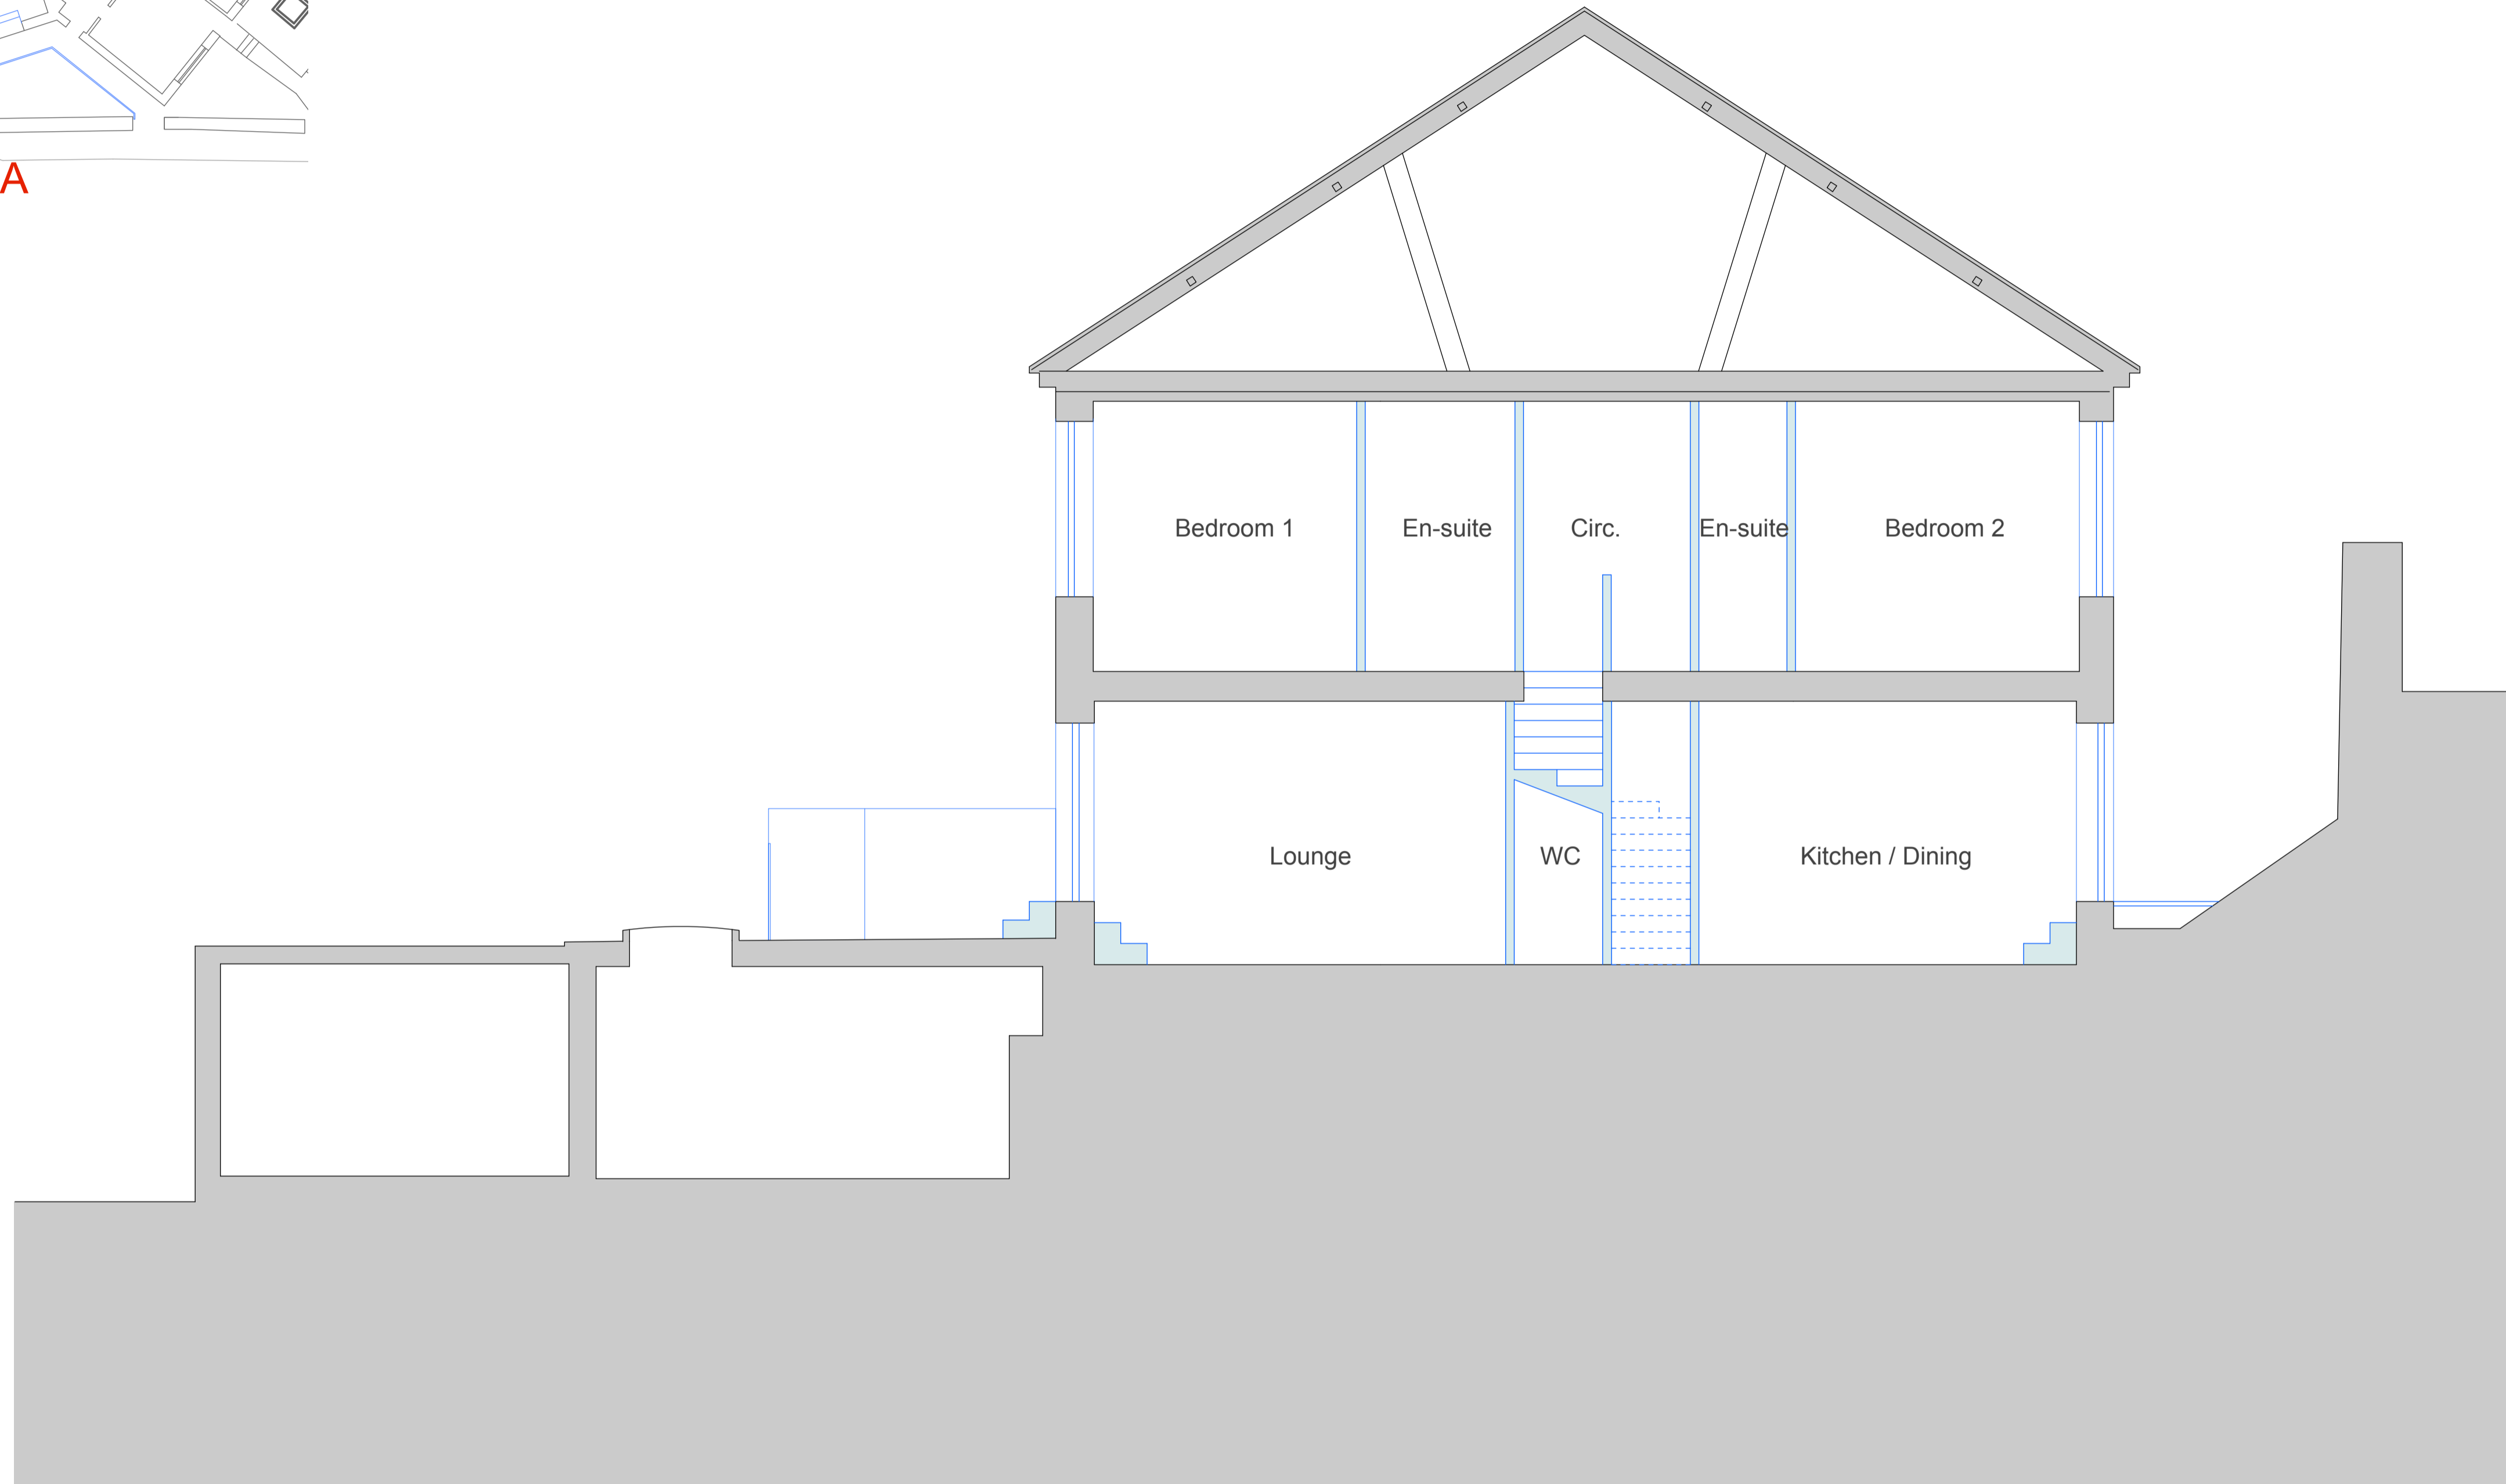 A
Bedroom 1
En-suite
Circ.
En-suite
Bedroom 2
Lounge
WC
Kitchen / Dining